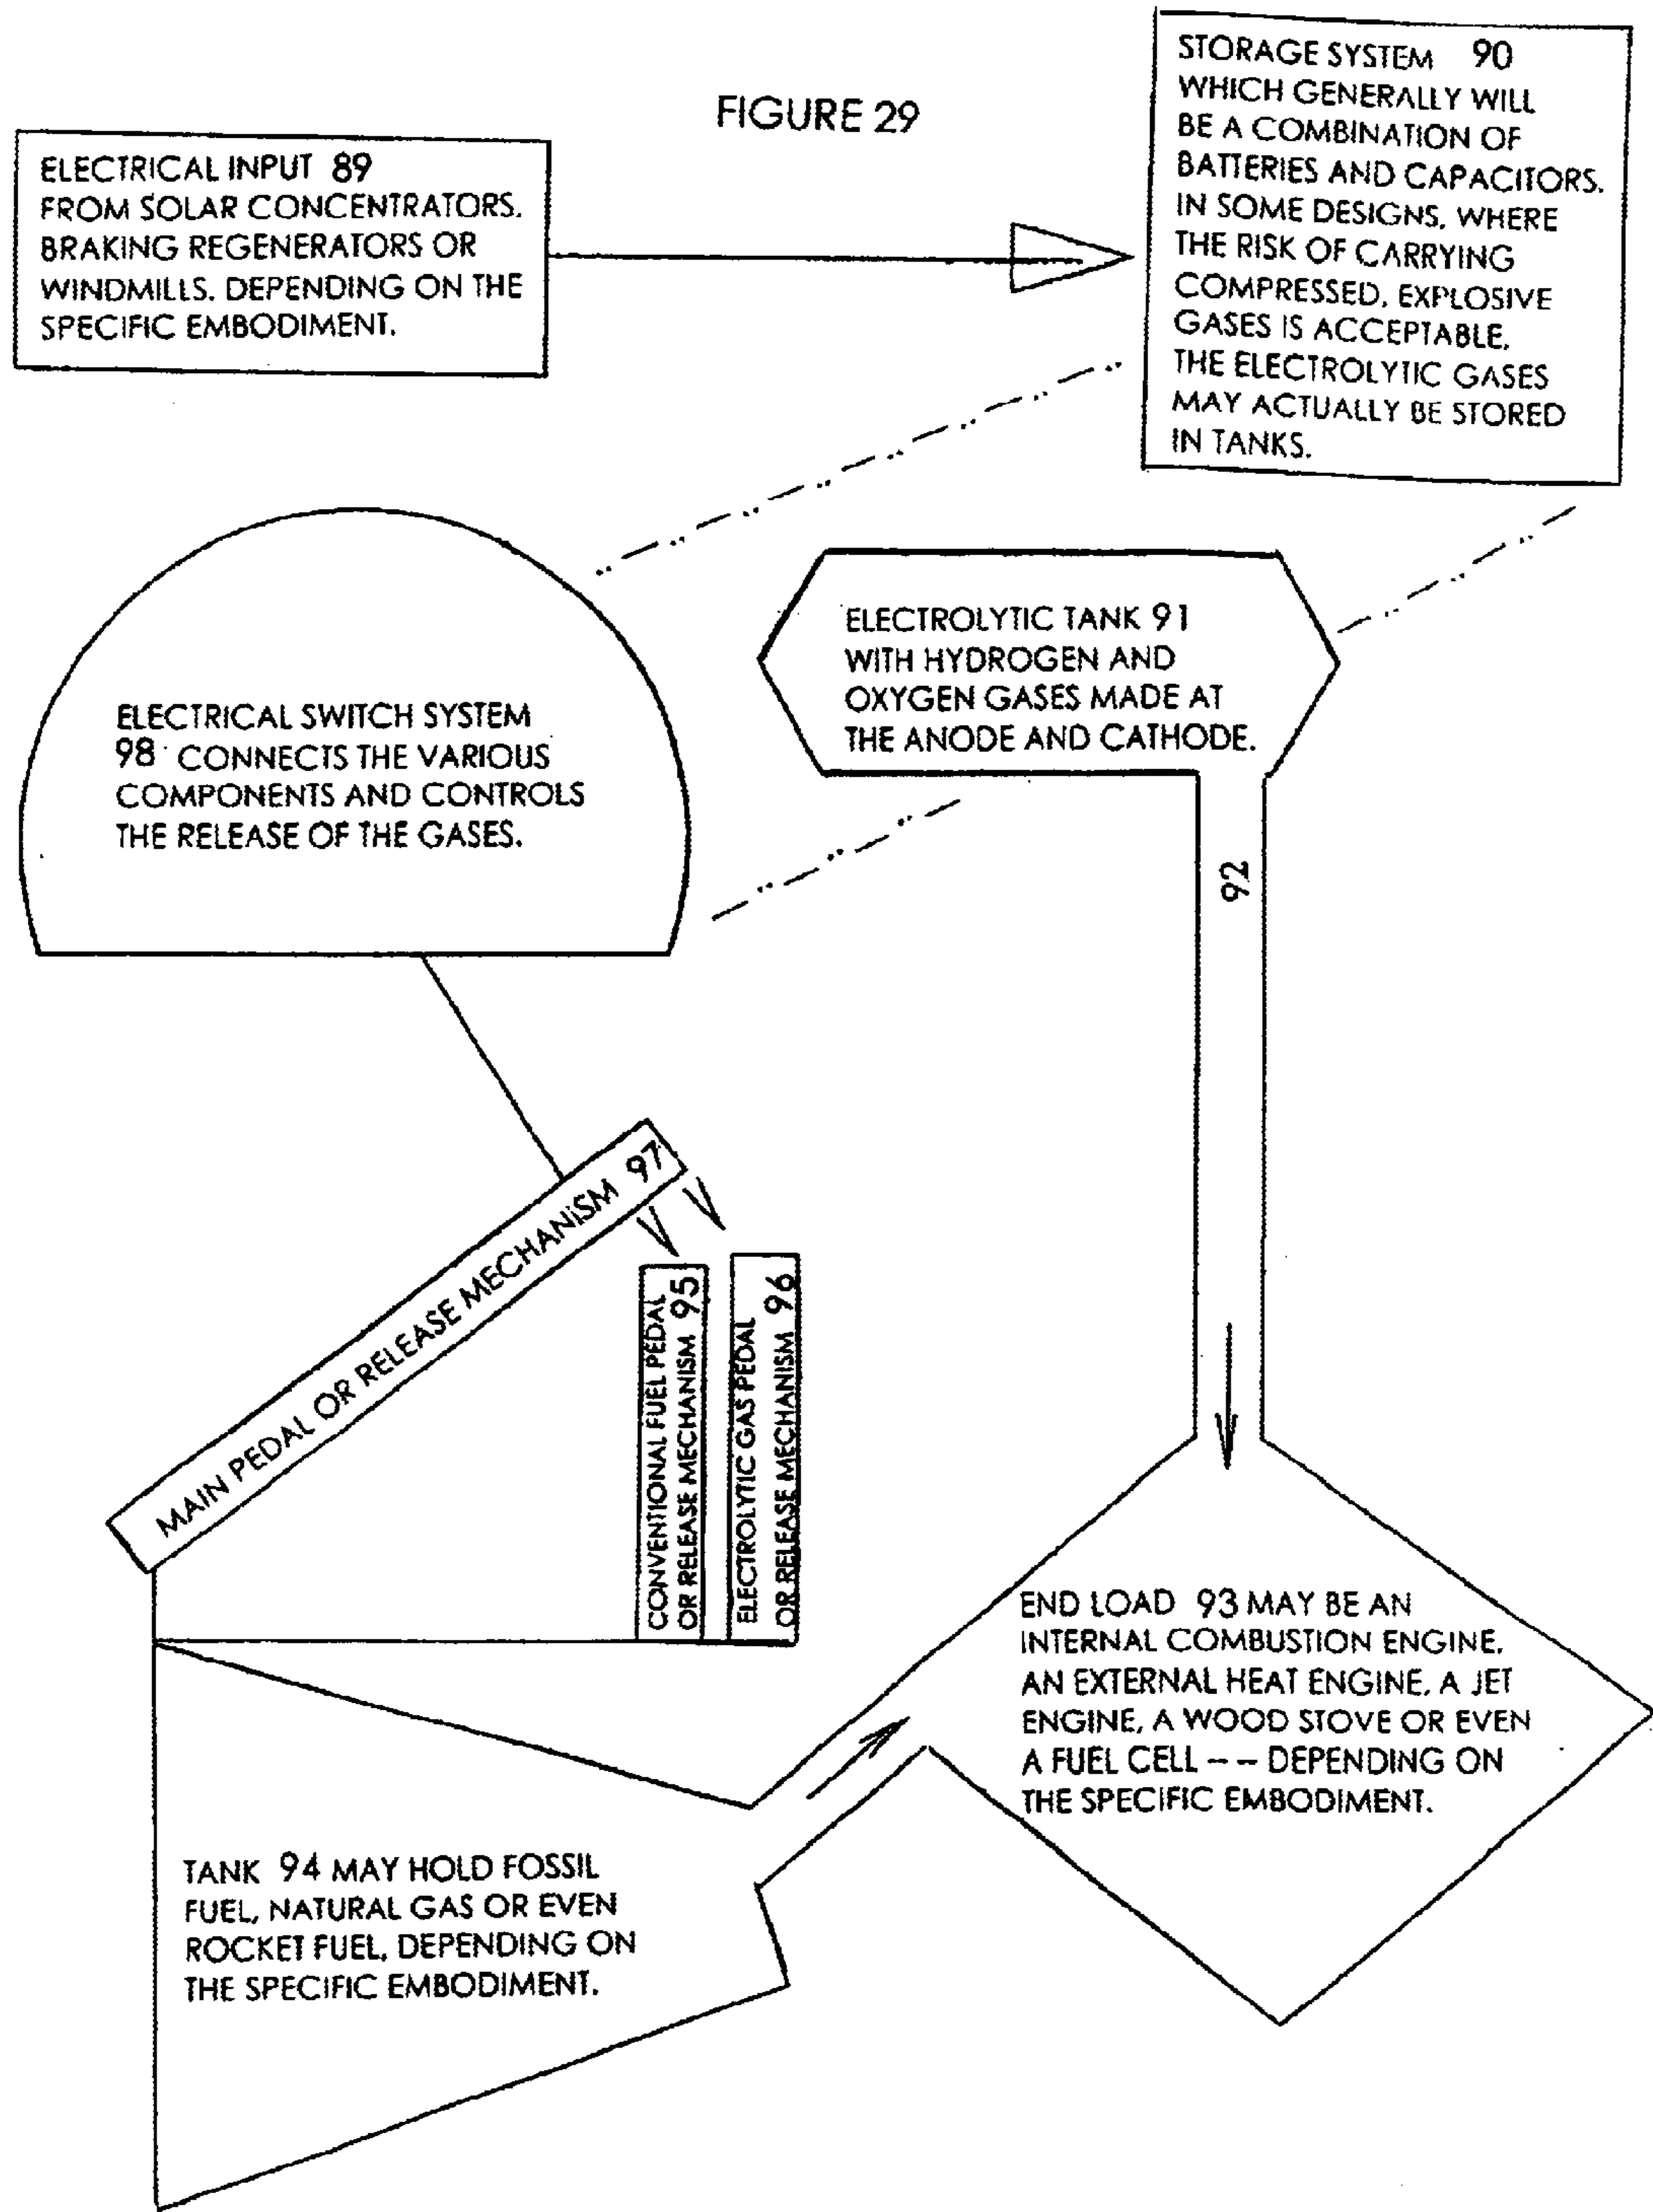 FIGURE 29
ELECTRICAL INPUT 89
FROM SOLAR CONCENTRATORS,
BRAKING REGENERATORS OR
WINDMILLS, DEPENDING ON THE
SPECIFIC EMBODIMENT.
STORAGE SYSTEM 90
WHICH GENERALLY WILL
BE A COMBINATION OF
BATTERIES AND CAPACITORS.
IN SOME DESIGNS, WHERE
THE RISK OF CARRYING
COMPRESSED, EXPLOSIVE
GASES IS ACCEPTABLE,
THE ELECTROLYTIC GASES
MAY ACTUALLY BE STORED
IN TANKS.
ELECTRICAL SWITCH SYSTEM
98 CONNECTS THE VARIOUS
COMPONENTS AND CONTROLS
THE RELEASE OF THE GASES.
ELECTROLYTIC TANK 91
WITH HYDROGEN AND
OXYGEN GASES MADE AT
THE ANODE AND CATHODE.
92
MAIN PEDAL OR RELEASE MECHANISM 97
CONVENTIONAL FUEL PEDAL
OR RELEASE MECHANISM 95
ELECTROLYTIC GAS PEDAL
OR RELEASE MECHANISM 96
END LOAD 93 MAY BE AN
INTERNAL COMBUSTION ENGINE,
AN EXTERNAL HEAT ENGINE, A JET
ENGINE, A WOOD STOVE OR EVEN
A FUEL CELL -- DEPENDING ON
THE SPECIFIC EMBODIMENT.
TANK 94 MAY HOLD FOSSIL
FUEL, NATURAL GAS OR EVEN
ROCKET FUEL, DEPENDING ON
THE SPECIFIC EMBODIMENT.